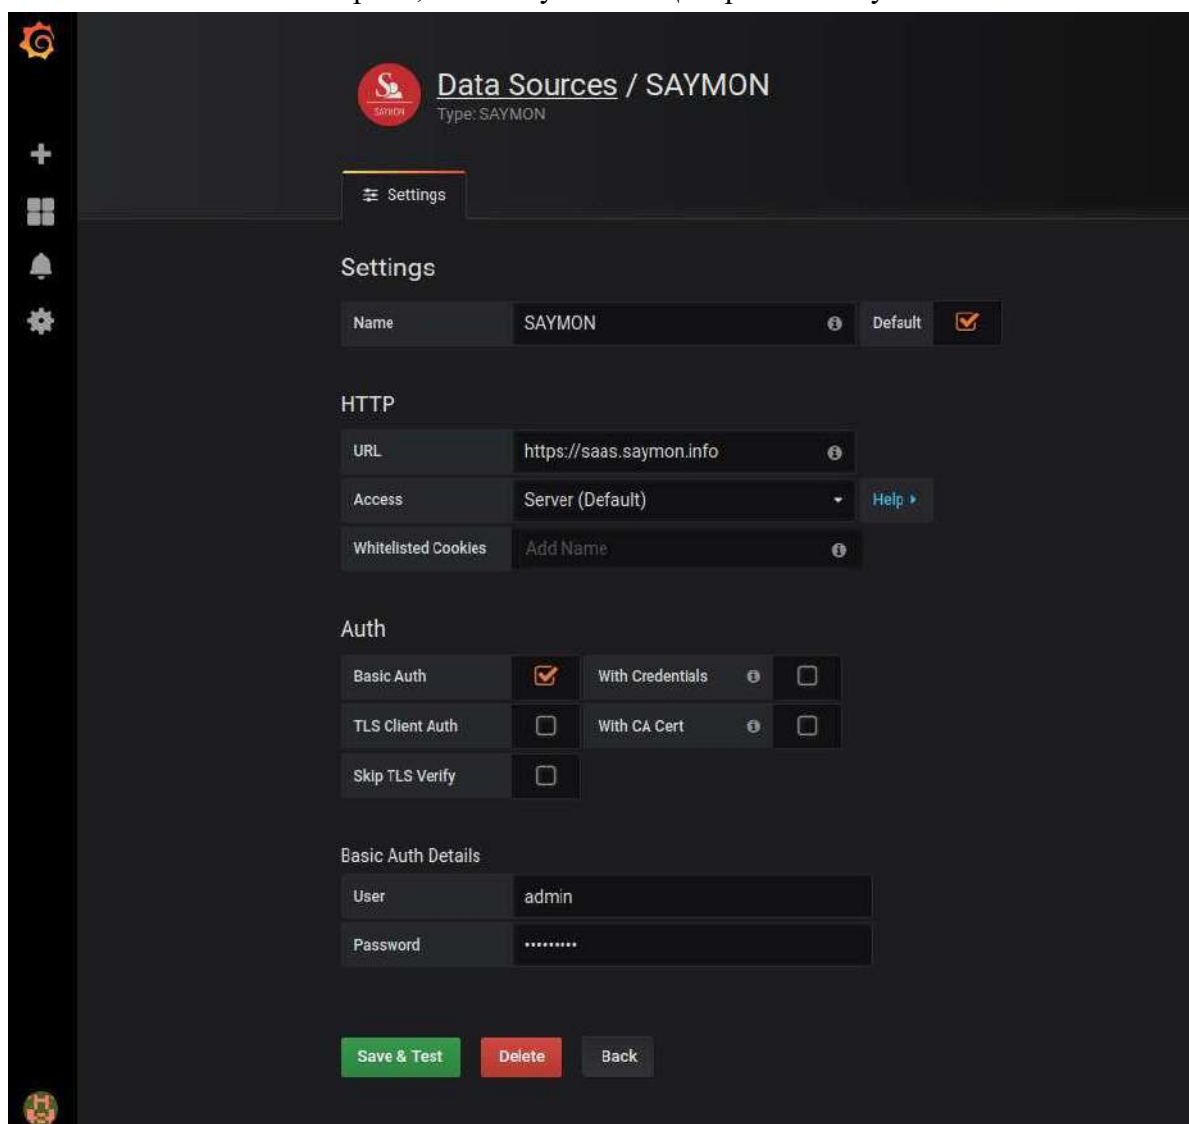 Data Sources / SAYMON
Type: SAYMON
Settings
Settings
Name SAYMON Default
HTTP
URL https://saas.saymon.info
Access Server (Default) Help
Whitelisted Cookies Add Name
Auth
Basic Auth With Credentials
TLS Client Auth With CA Cert
Skip TLS Verify
Basic Auth Details
User admin
Password •••••••••
Save & Test Delete Back